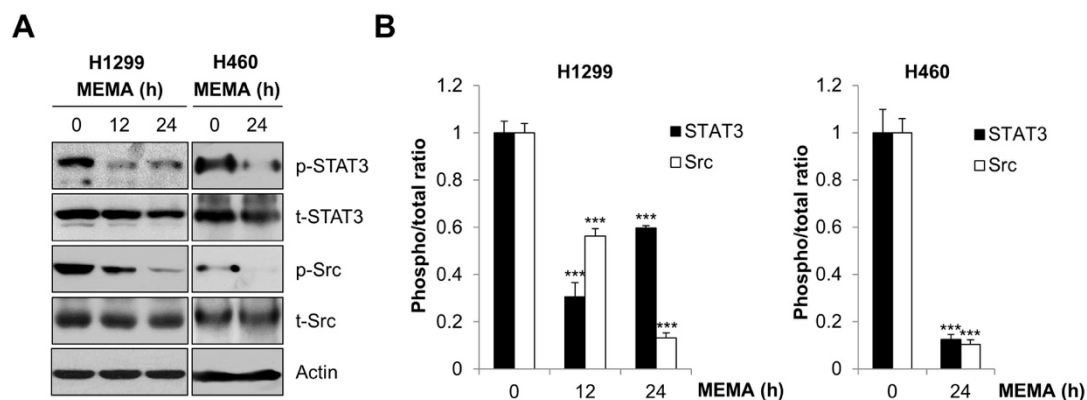 A
H1299 H460
MEMA (h) MEMA (h)
0 12 24 0 24
p-STAT3
t-STAT3
p-Src
t-Src
Actin
B
H1299
Phospho/total ratio
1.2
1
0.8
0.6
0.4
0.2
0
STAT3
Src
*** *** *** ***
0 12 24 MEMA (h)
H460
Phospho/total ratio
1.2
1
0.8
0.6
0.4
0.2
0
STAT3
Src
*** ***
0 24 MEMA (h)